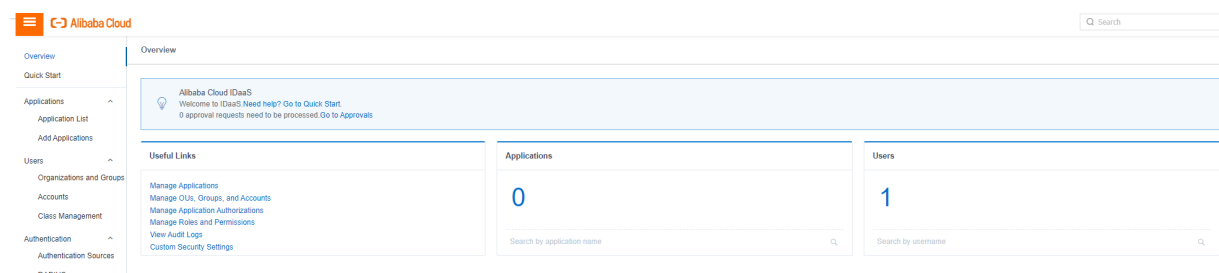 Alibaba Cloud
Search
Overview
Quick Start
Applications
Application List
Add Applications
Users
Organizations and Groups
Accounts
Class Management
Authentication
Authentication Sources
Overview
Alibaba Cloud IDaaS
Welcome to IDaaS.Need help? Go to Quick Start.
0 approval requests need to be processed.Go to Approvals
Useful Links
Manage Applications
Manage OUs, Groups, and Accounts
Manage Application Authorizations
Manage Roles and Permissions
View Audit Logs
Custom Security Settings
Applications
0
Search by application name
Users
1
Search by username